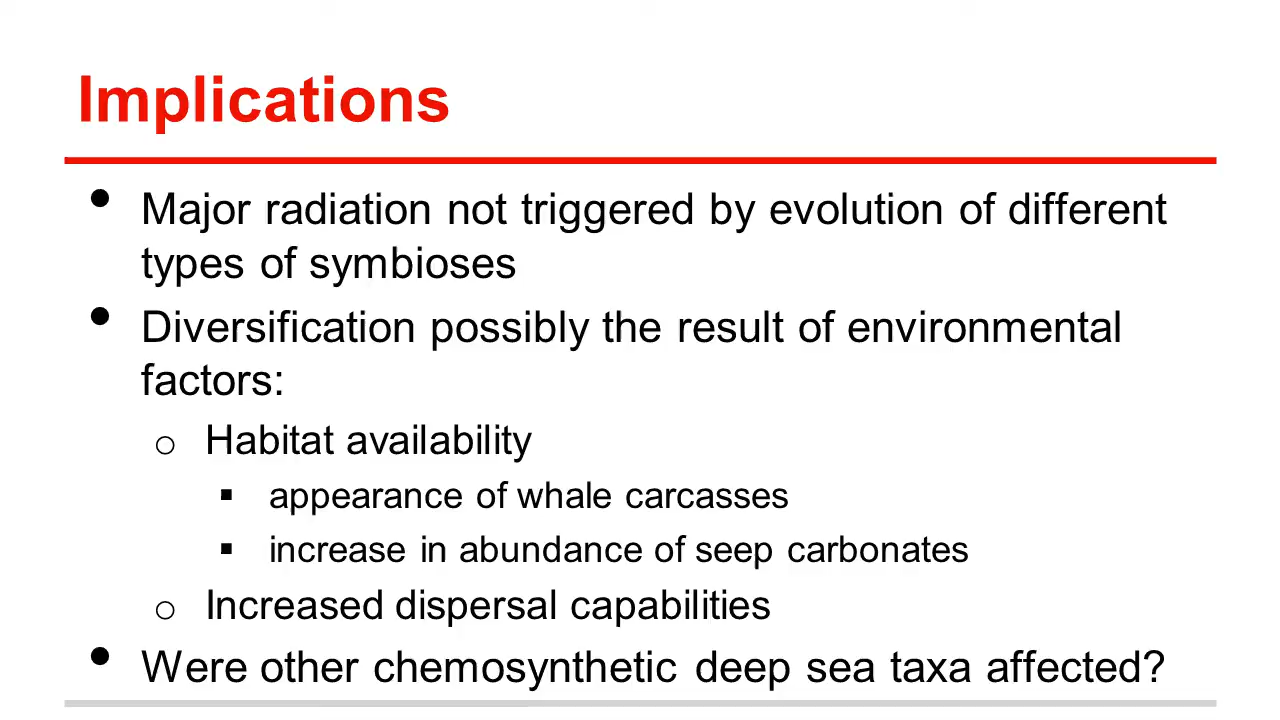 Implications
• Major radiation not triggered by evolution of different
types of symbioses
• Diversification possibly the result of environmental
factors:
o Habitat availability
▪ appearance of whale carcasses
▪ increase in abundance of seep carbonates
o Increased dispersal capabilities
• Were other chemosynthetic deep sea taxa affected?